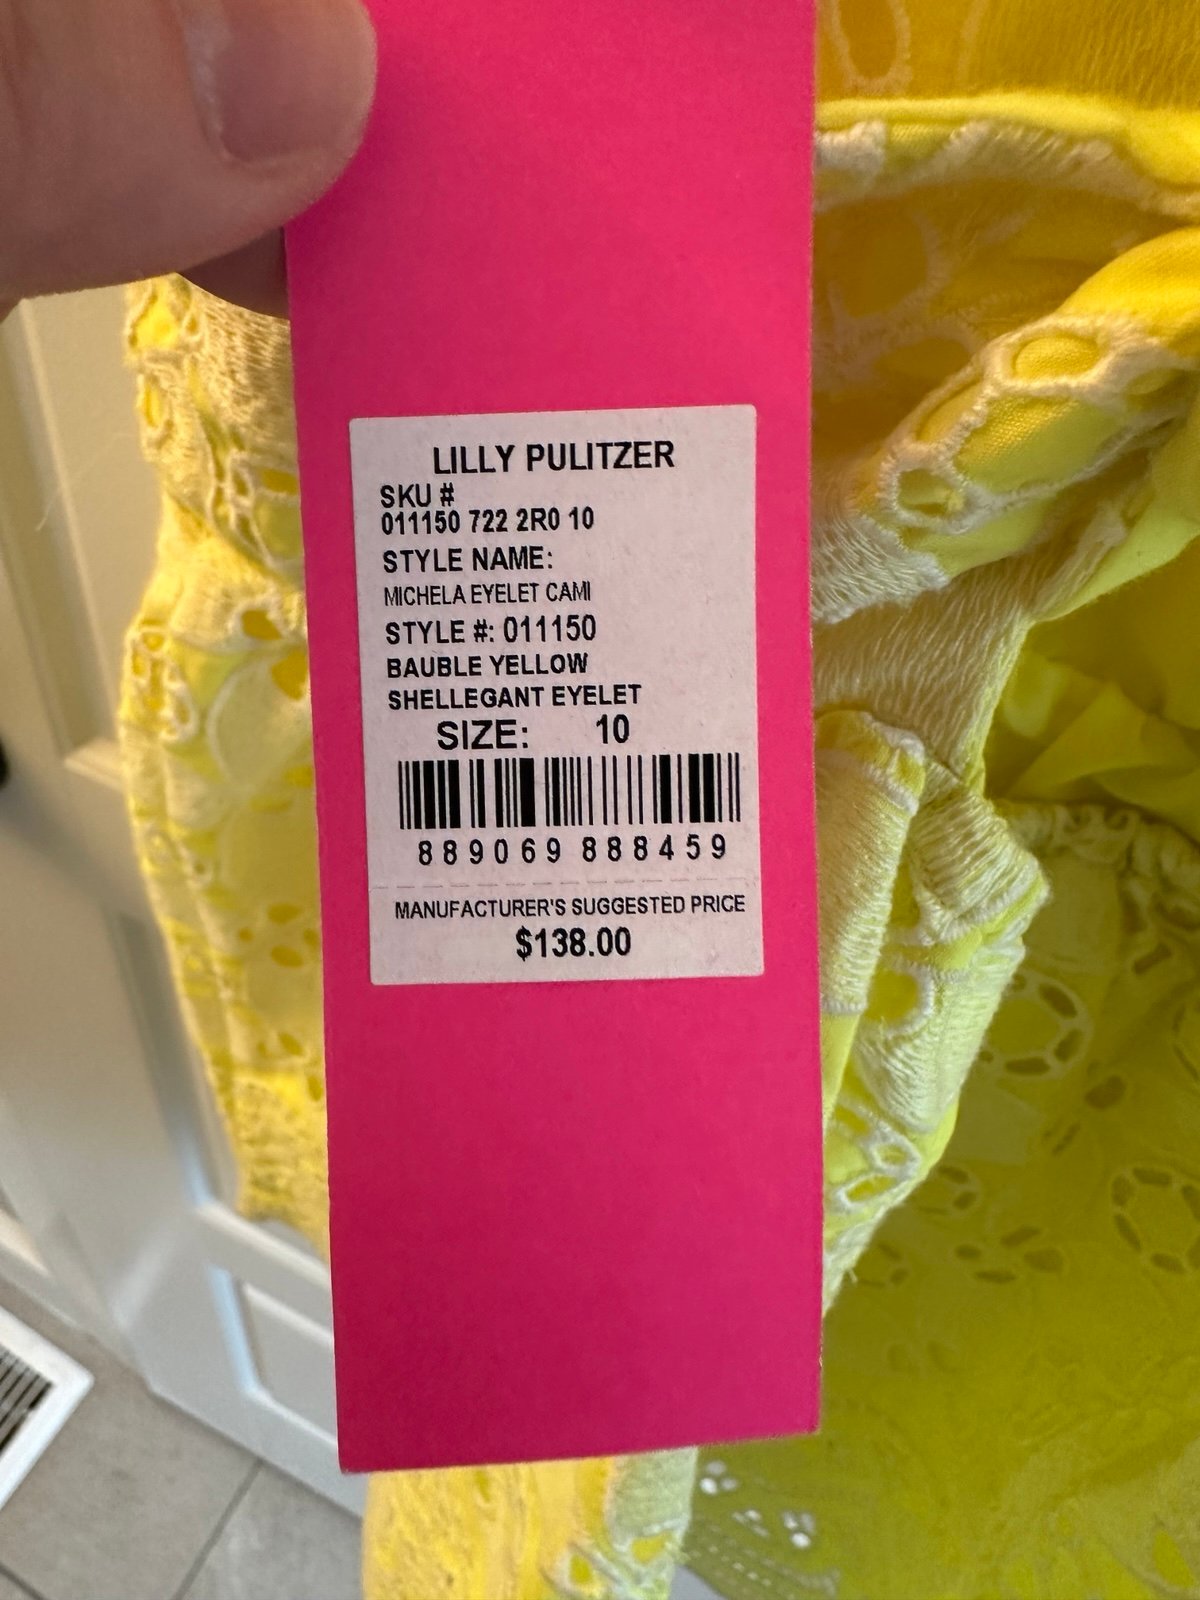 LILLY PULITZER
SKU #
011150 722 2R0 10
STYLE NAME:
MICHELA EYELET CAMI
STYLE #: 011150
BAUBLE YELLOW
SHELLEGANT EYELET
SIZE: 10
889069 888459
MANUFACTURER'S SUGGESTED PRICE
$138.00